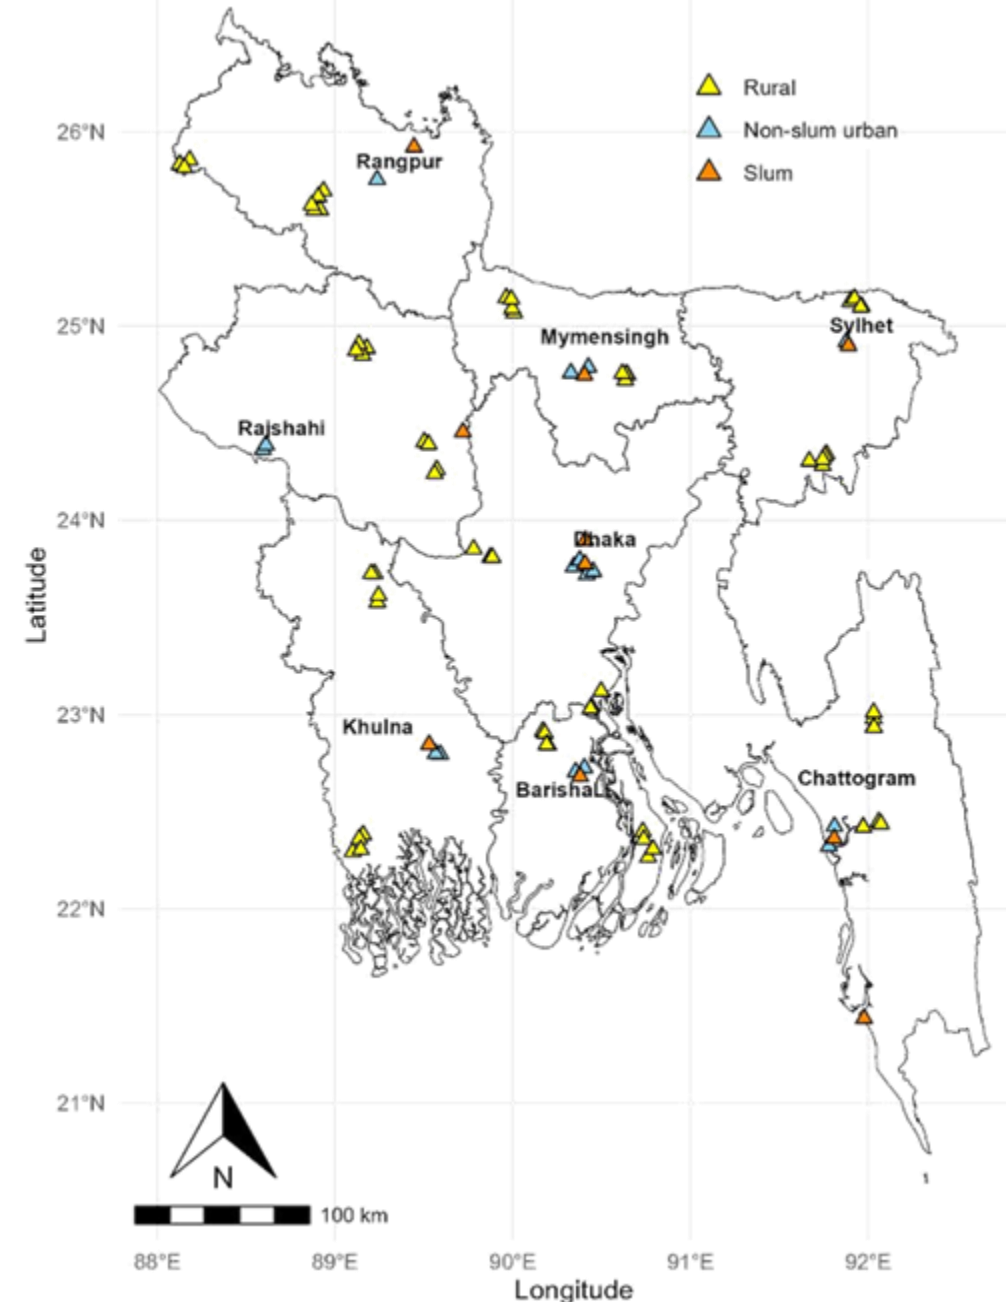 Rural
Non-slum urban
Slum
26°N
Rangpur
25°N
Sylhet
Mymensingh
Rajshahi
24°N
Dhaka
Latitude
23°N
Khulna
Chattogram
Barishal
22°N
21°N
N
100 km
88°E 89°E 90°E 91°E 92°E
Longitude